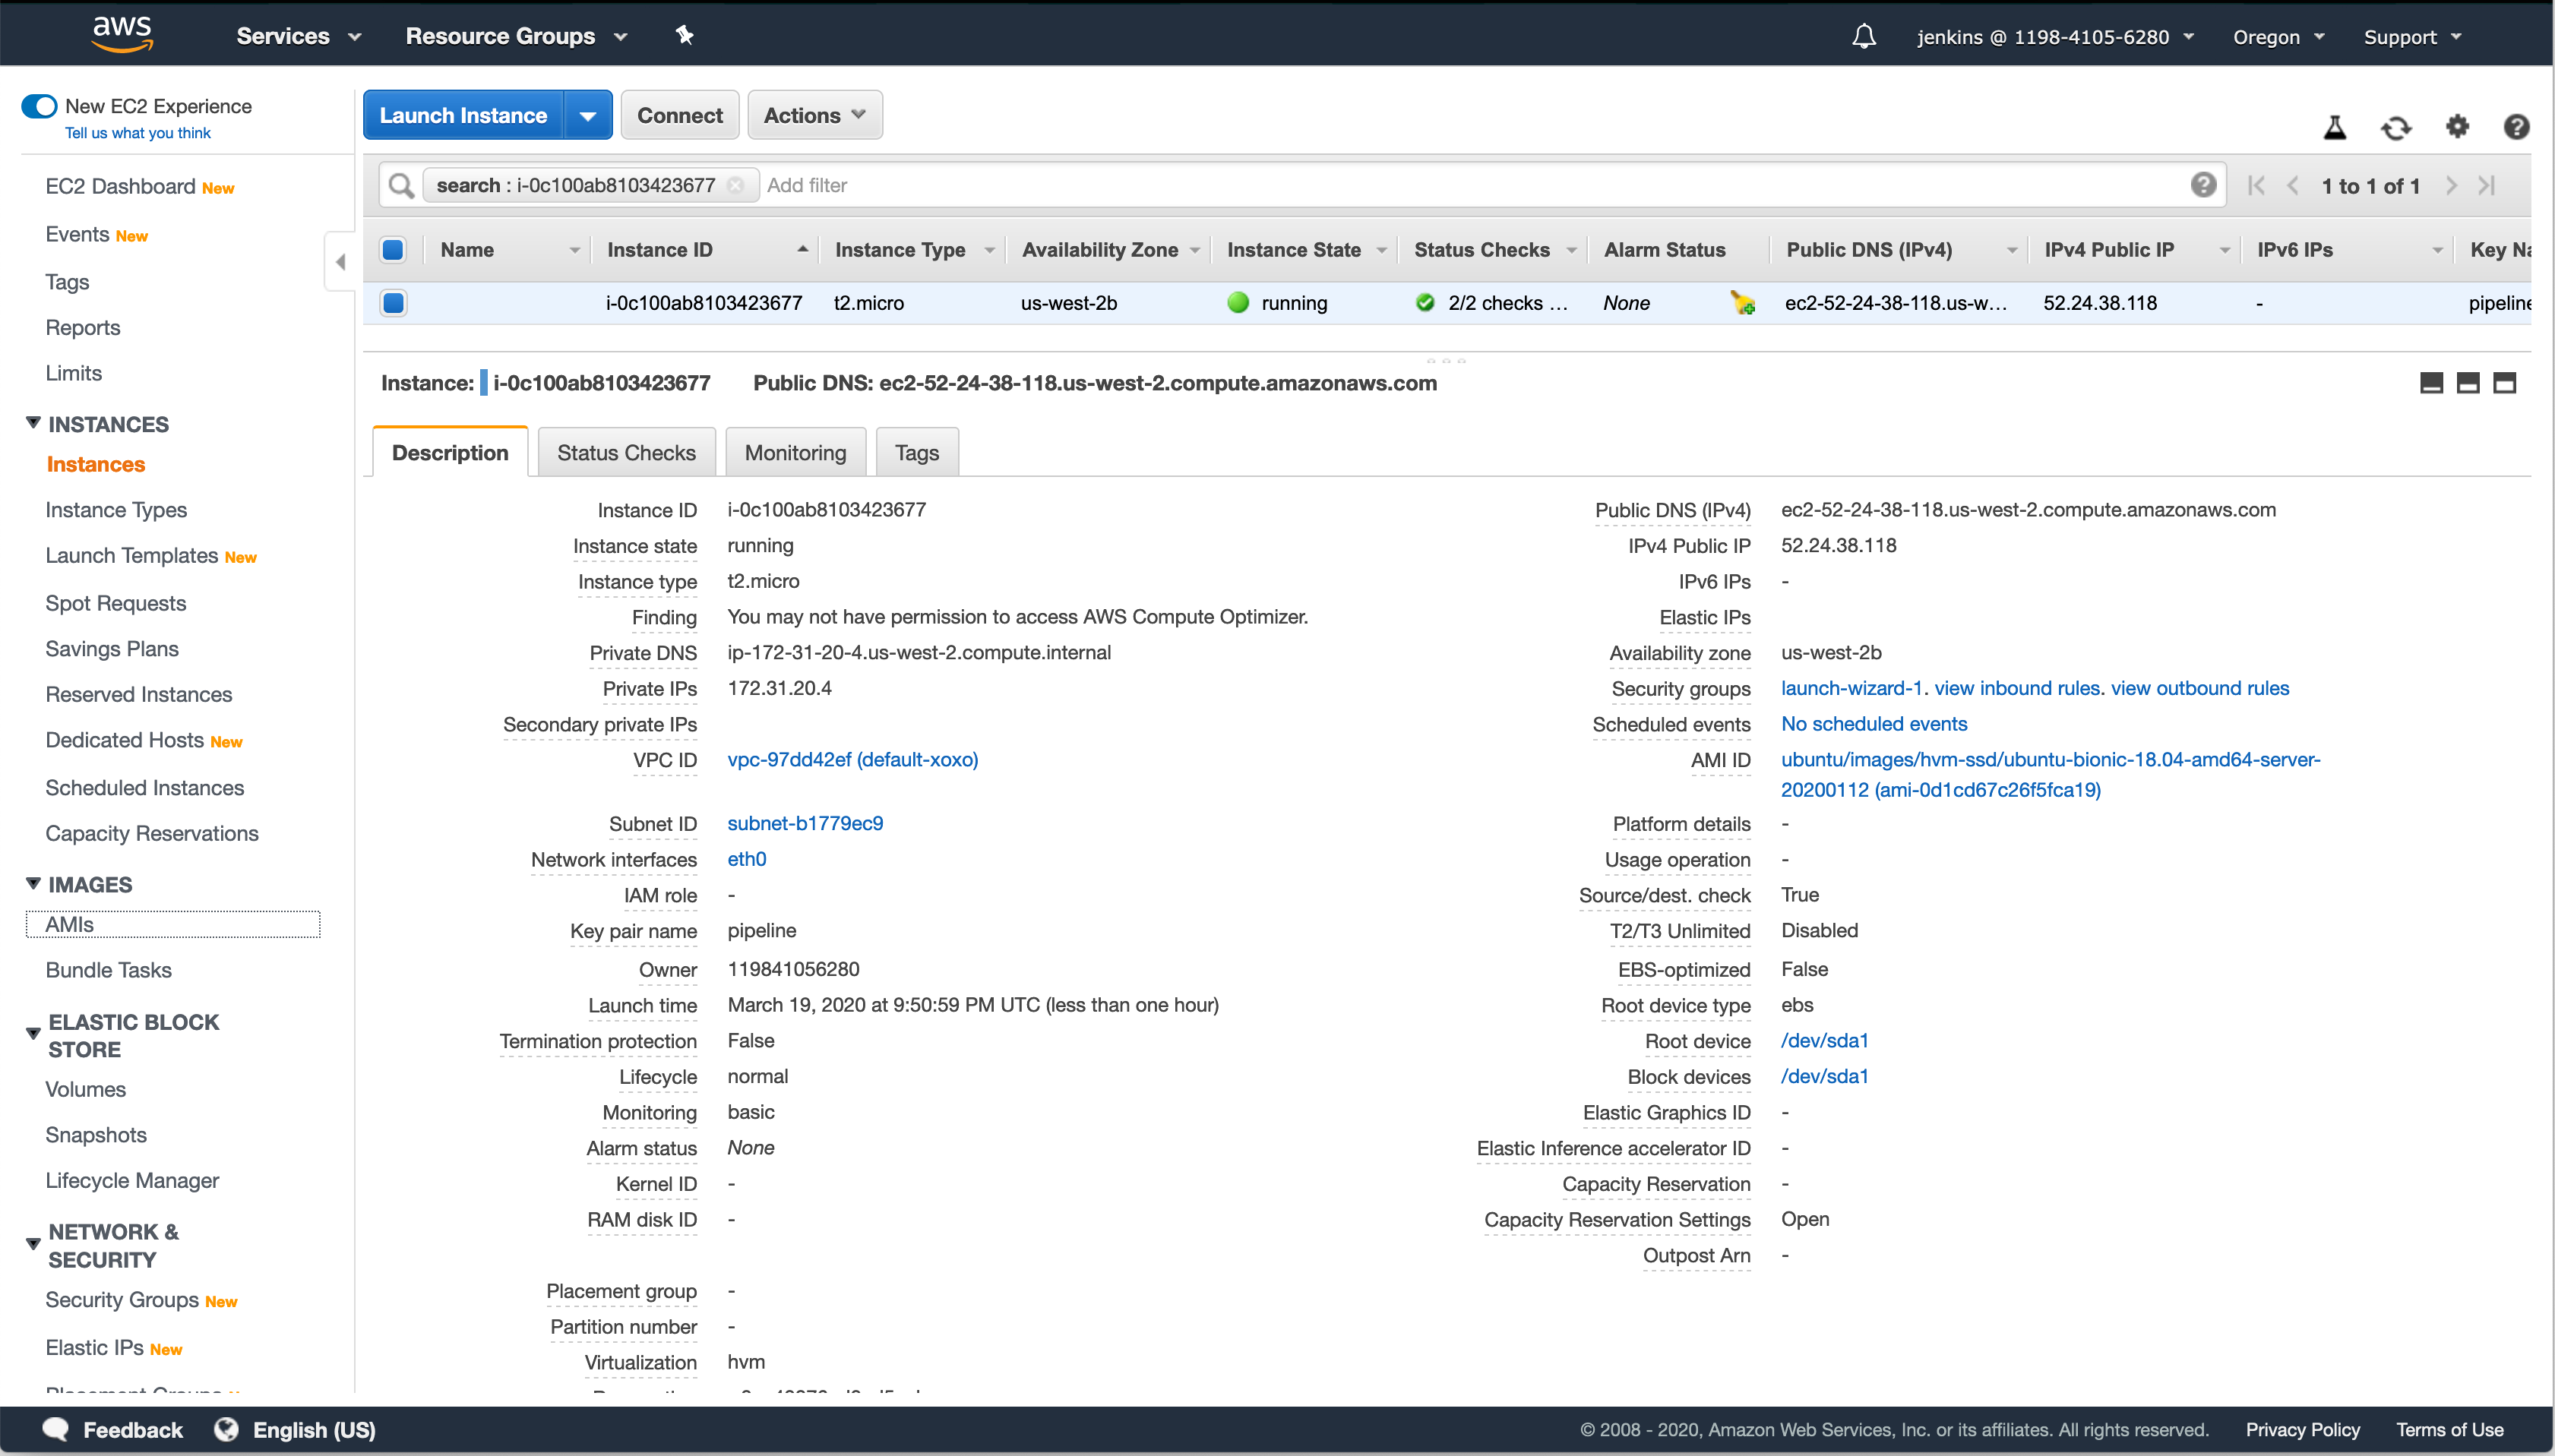 aws Services Resource Groups jenkins @ 1198-4105-6280 Oregon Support
New EC2 Experience
Tell us what you think
EC2 Dashboard New
Events New
Tags
Reports
Limits
INSTANCES
Instances
Instance Types
Launch Templates New
Spot Requests
Savings Plans
Reserved Instances
Dedicated Hosts New
Scheduled Instances
Capacity Reservations
IMAGES
AMIs
Bundle Tasks
ELASTIC BLOCK
STORE
Volumes
Snapshots
Lifecycle Manager
NETWORK &
SECURITY
Security Groups New
Elastic IPs New
Launch Instance Connect Actions
search : i-0c100ab8103423677 Add filter 1 to 1 of 1
Name Instance ID Instance Type Availability Zone Instance State Status Checks Alarm Status Public DNS (IPv4) IPv4 Public IP IPv6 IPs Key Na
i-0c100ab8103423677 t2.micro us-west-2b running 2/2 checks ... None ec2-52-24-38-118.us-w... 52.24.38.118 - pipeline
Instance: i-0c100ab8103423677 Public DNS: ec2-52-24-38-118.us-west-2.compute.amazonaws.com
Description Status Checks Monitoring Tags
Instance ID i-0c100ab8103423677
Instance state running
Instance type t2.micro
Finding You may not have permission to access AWS Compute Optimizer.
Private DNS ip-172-31-20-4.us-west-2.compute.internal
Private IPs 172.31.20.4
Secondary private IPs
VPC ID vpc-97dd42ef (default-xoxo)
Subnet ID subnet-b1779ec9
Network interfaces eth0
IAM role -
Key pair name pipeline
Owner 119841056280
Launch time March 19, 2020 at 9:50:59 PM UTC (less than one hour)
Termination protection False
Lifecycle normal
Monitoring basic
Alarm status None
Kernel ID -
RAM disk ID -
Placement group -
Partition number -
Virtualization hvm
Public DNS (IPv4) ec2-52-24-38-118.us-west-2.compute.amazonaws.com
IPv4 Public IP 52.24.38.118
IPv6 IPs -
Elastic IPs
Availability zone us-west-2b
Security groups launch-wizard-1. view inbound rules. view outbound rules
Scheduled events No scheduled events
AMI ID ubuntu/images/hvm-ssd/ubuntu-bionic-18.04-amd64-server-
20200112 (ami-0d1cd67c26f5fca19)
Platform details -
Usage operation -
Source/dest. check True
T2/T3 Unlimited Disabled
EBS-optimized False
Root device type ebs
Root device /dev/sda1
Block devices /dev/sda1
Elastic Graphics ID -
Elastic Inference accelerator ID -
Capacity Reservation -
Capacity Reservation Settings Open
Outpost Arn -
Feedback English (US) © 2008 - 2020, Amazon Web Services, Inc. or its affiliates. All rights reserved. Privacy Policy Terms of Use